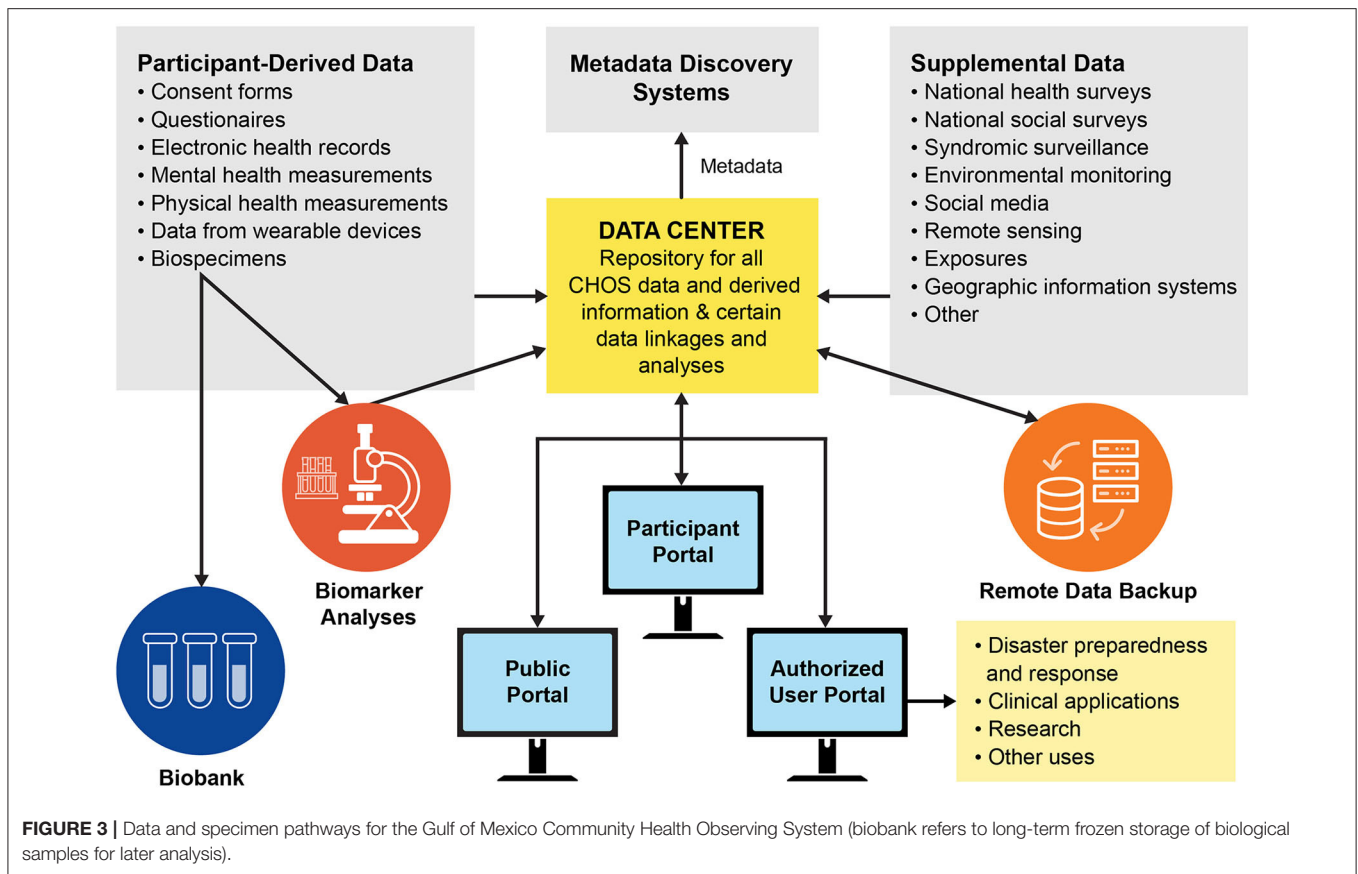 Participant-Derived Data
• Consent forms
• Questionaires
• Electronic health records
• Mental health measurements
• Physical health measurements
• Data from wearable devices
• Biospecimens
Metadata Discovery
Systems
Metadata
DATA CENTER
Repository for all
CHOS data and derived
information & certain
data linkages and
analyses
Supplemental Data
• National health surveys
• National social surveys
• Syndromic surveillance
• Environmental monitoring
• Social media
• Remote sensing
• Exposures
• Geographic information systems
• Other
Biomarker
Analyses
Biobank
Participant
Portal
Public
Portal
Authorized
User Portal
Remote Data Backup
• Disaster preparedness
and response
• Clinical applications
• Research
• Other uses
FIGURE 3 | Data and specimen pathways for the Gulf of Mexico Community Health Observing System (biobank refers to long-term frozen storage of biological
samples for later analysis).